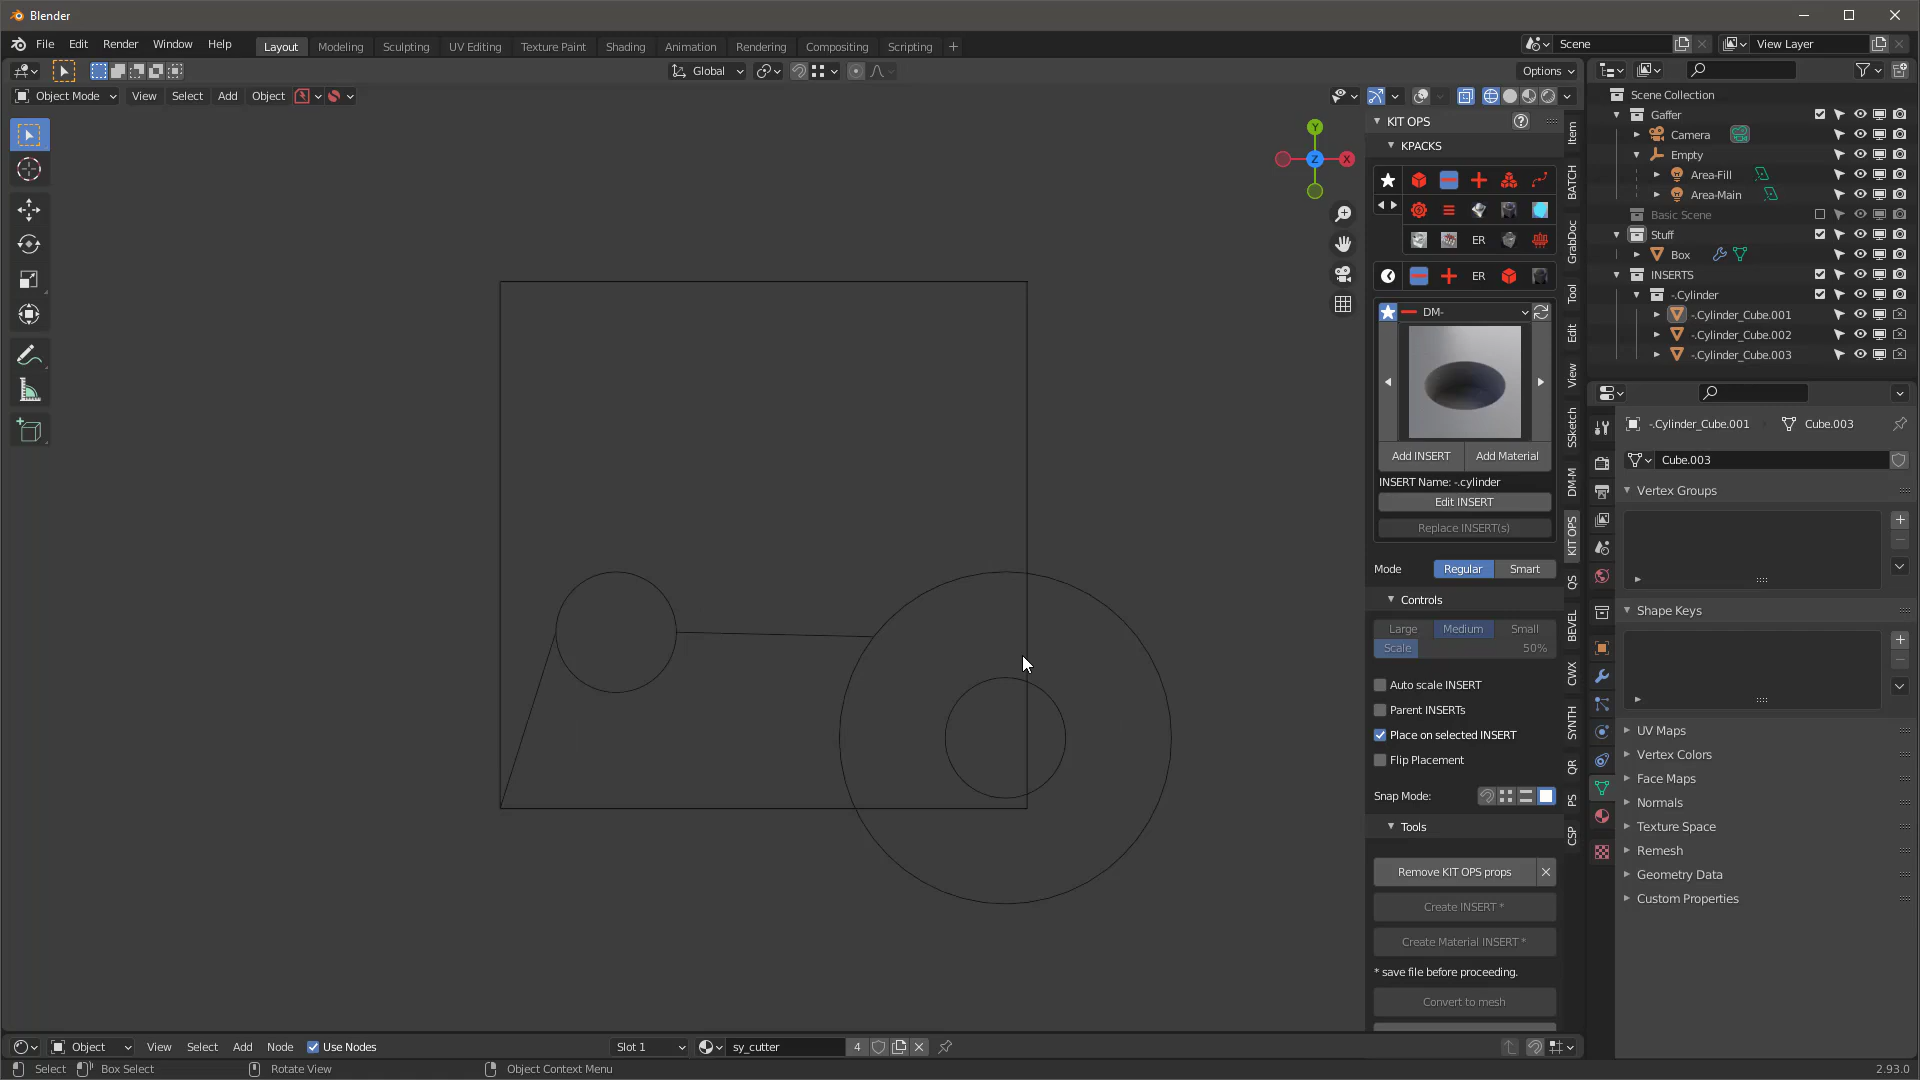 Blender
File Edit Render Window Help
Layout Modeling Sculpting UV Editing Texture Paint Shading Animation Rendering Compositing Scripting +
Scene
View Layer
Global
Options
Object Mode View Select Add Object
Y
Z
X
KIT OPS
KPACKS
ER
ER
DM-
Add INSERT
Add Material
INSERT Name: -.cylinder
Edit INSERT
Replace INSERT(s)
Mode Regular Smart
Controls
Large Medium Small
Scale 50%
Auto scale INSERT
Parent INSERTs
Place on selected INSERT
Flip Placement
Snap Mode:
Tools
Remove KIT OPS props
Create INSERT *
Create Material INSERT *
* save file before proceeding.
Convert to mesh
Item
BATCH
GrabDoc
Tool
Edit
View
SSketch
DM-M
KIT OPS
QS
BEVEL
CWX
SYNTH
QR
PS
CSP
Scene Collection
Gaffer
Camera
Empty
Area-Fill
Area-Main
Basic Scene
Stuff
Box
INSERTS
-.Cylinder
-.Cylinder_Cube.001
-.Cylinder_Cube.002
-.Cylinder_Cube.003
-.Cylinder_Cube.001 Cube.003
Cube.003
Vertex Groups
Shape Keys
UV Maps
Vertex Colors
Face Maps
Normals
Texture Space
Remesh
Geometry Data
Custom Properties
Object View Select Add Node Use Nodes Slot 1 sy_cutter 4
Select Box Select Rotate View Object Context Menu 2.93.0